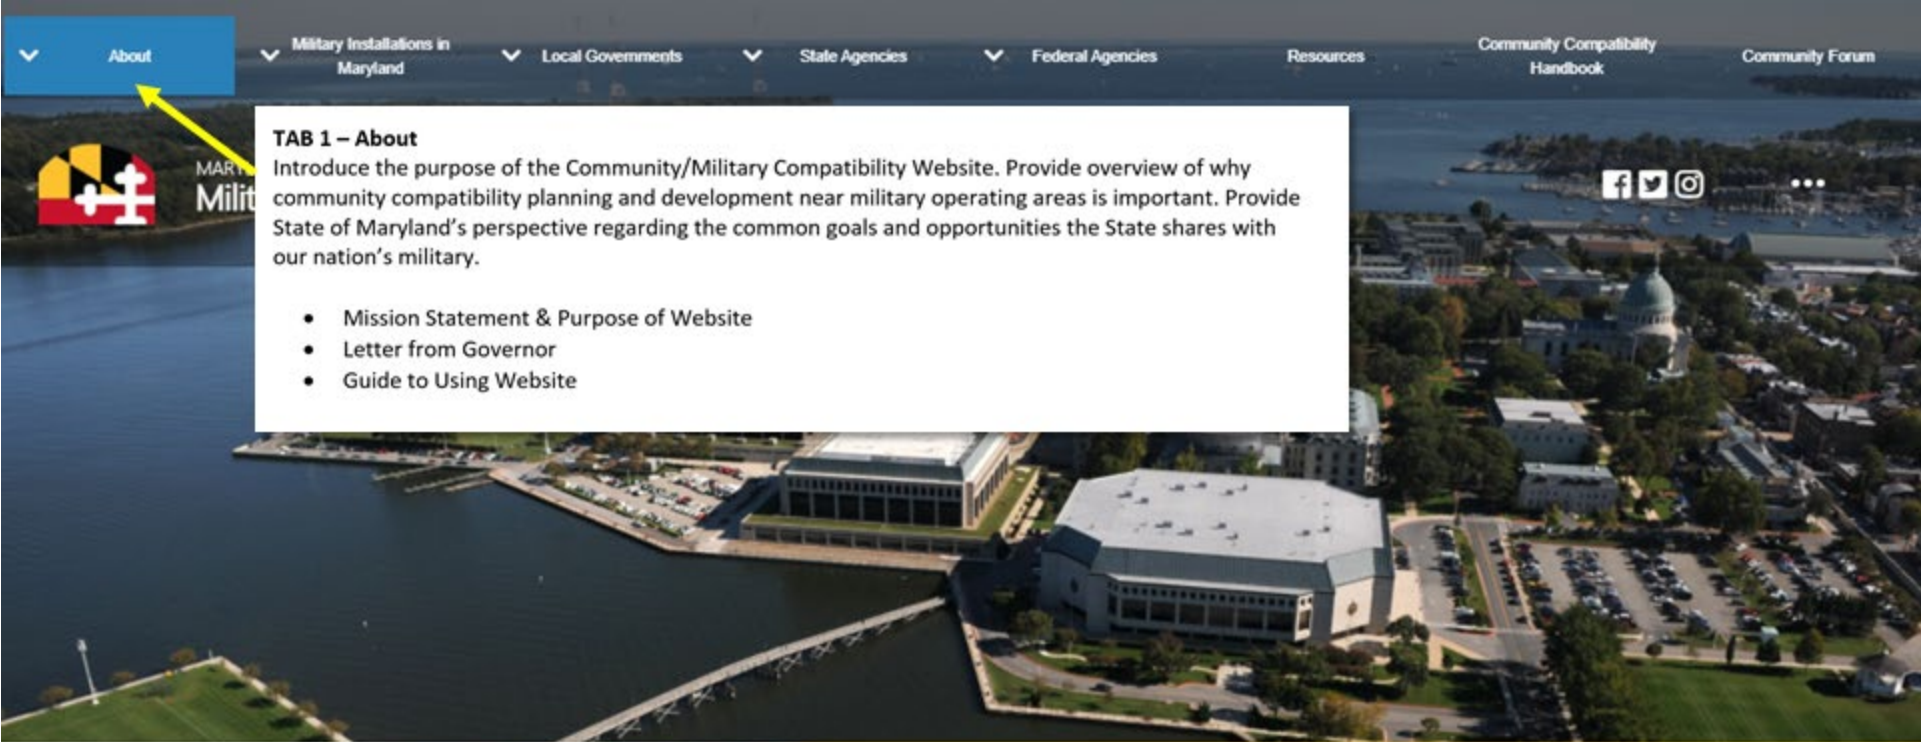 About
Military Installations in
Maryland
Local Governments
State Agencies
Federal Agencies
Resources
Community Compatibility
Handbook
Community Forum
TAB 1 – About
Introduce the purpose of the Community/Military Compatibility Website. Provide overview of why
community compatibility planning and development near military operating areas is important. Provide
State of Maryland’s perspective regarding the common goals and opportunities the State shares with
our nation’s military.
• Mission Statement & Purpose of Website
• Letter from Governor
• Guide to Using Website
MAR
Milit